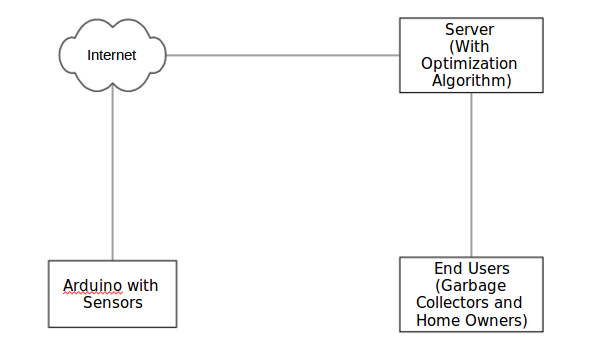 Internet
Server
(With
Optimization
Algorithm)
Arduino with
Sensors
End Users
(Garbage
Collectors and
Home Owners)